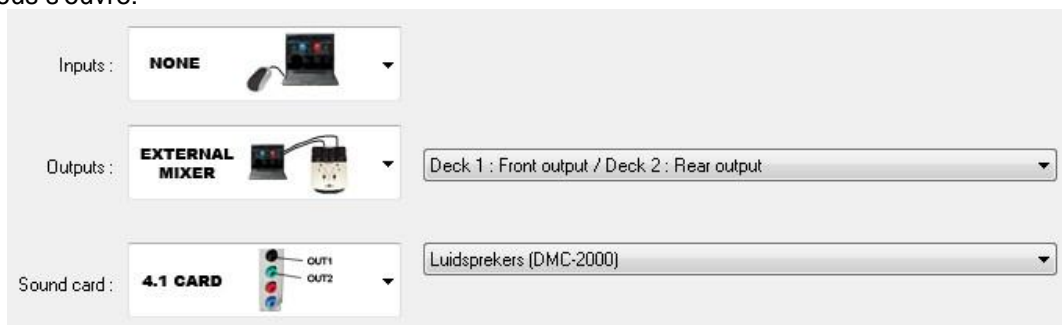 Inputs :
NONE
Outputs :
EXTERNAL
MIXER
Deck 1 : Front output / Deck 2 : Rear output
Sound card :
4.1 CARD
OUT1
OUT2
Luidsprekers (DMC-2000)